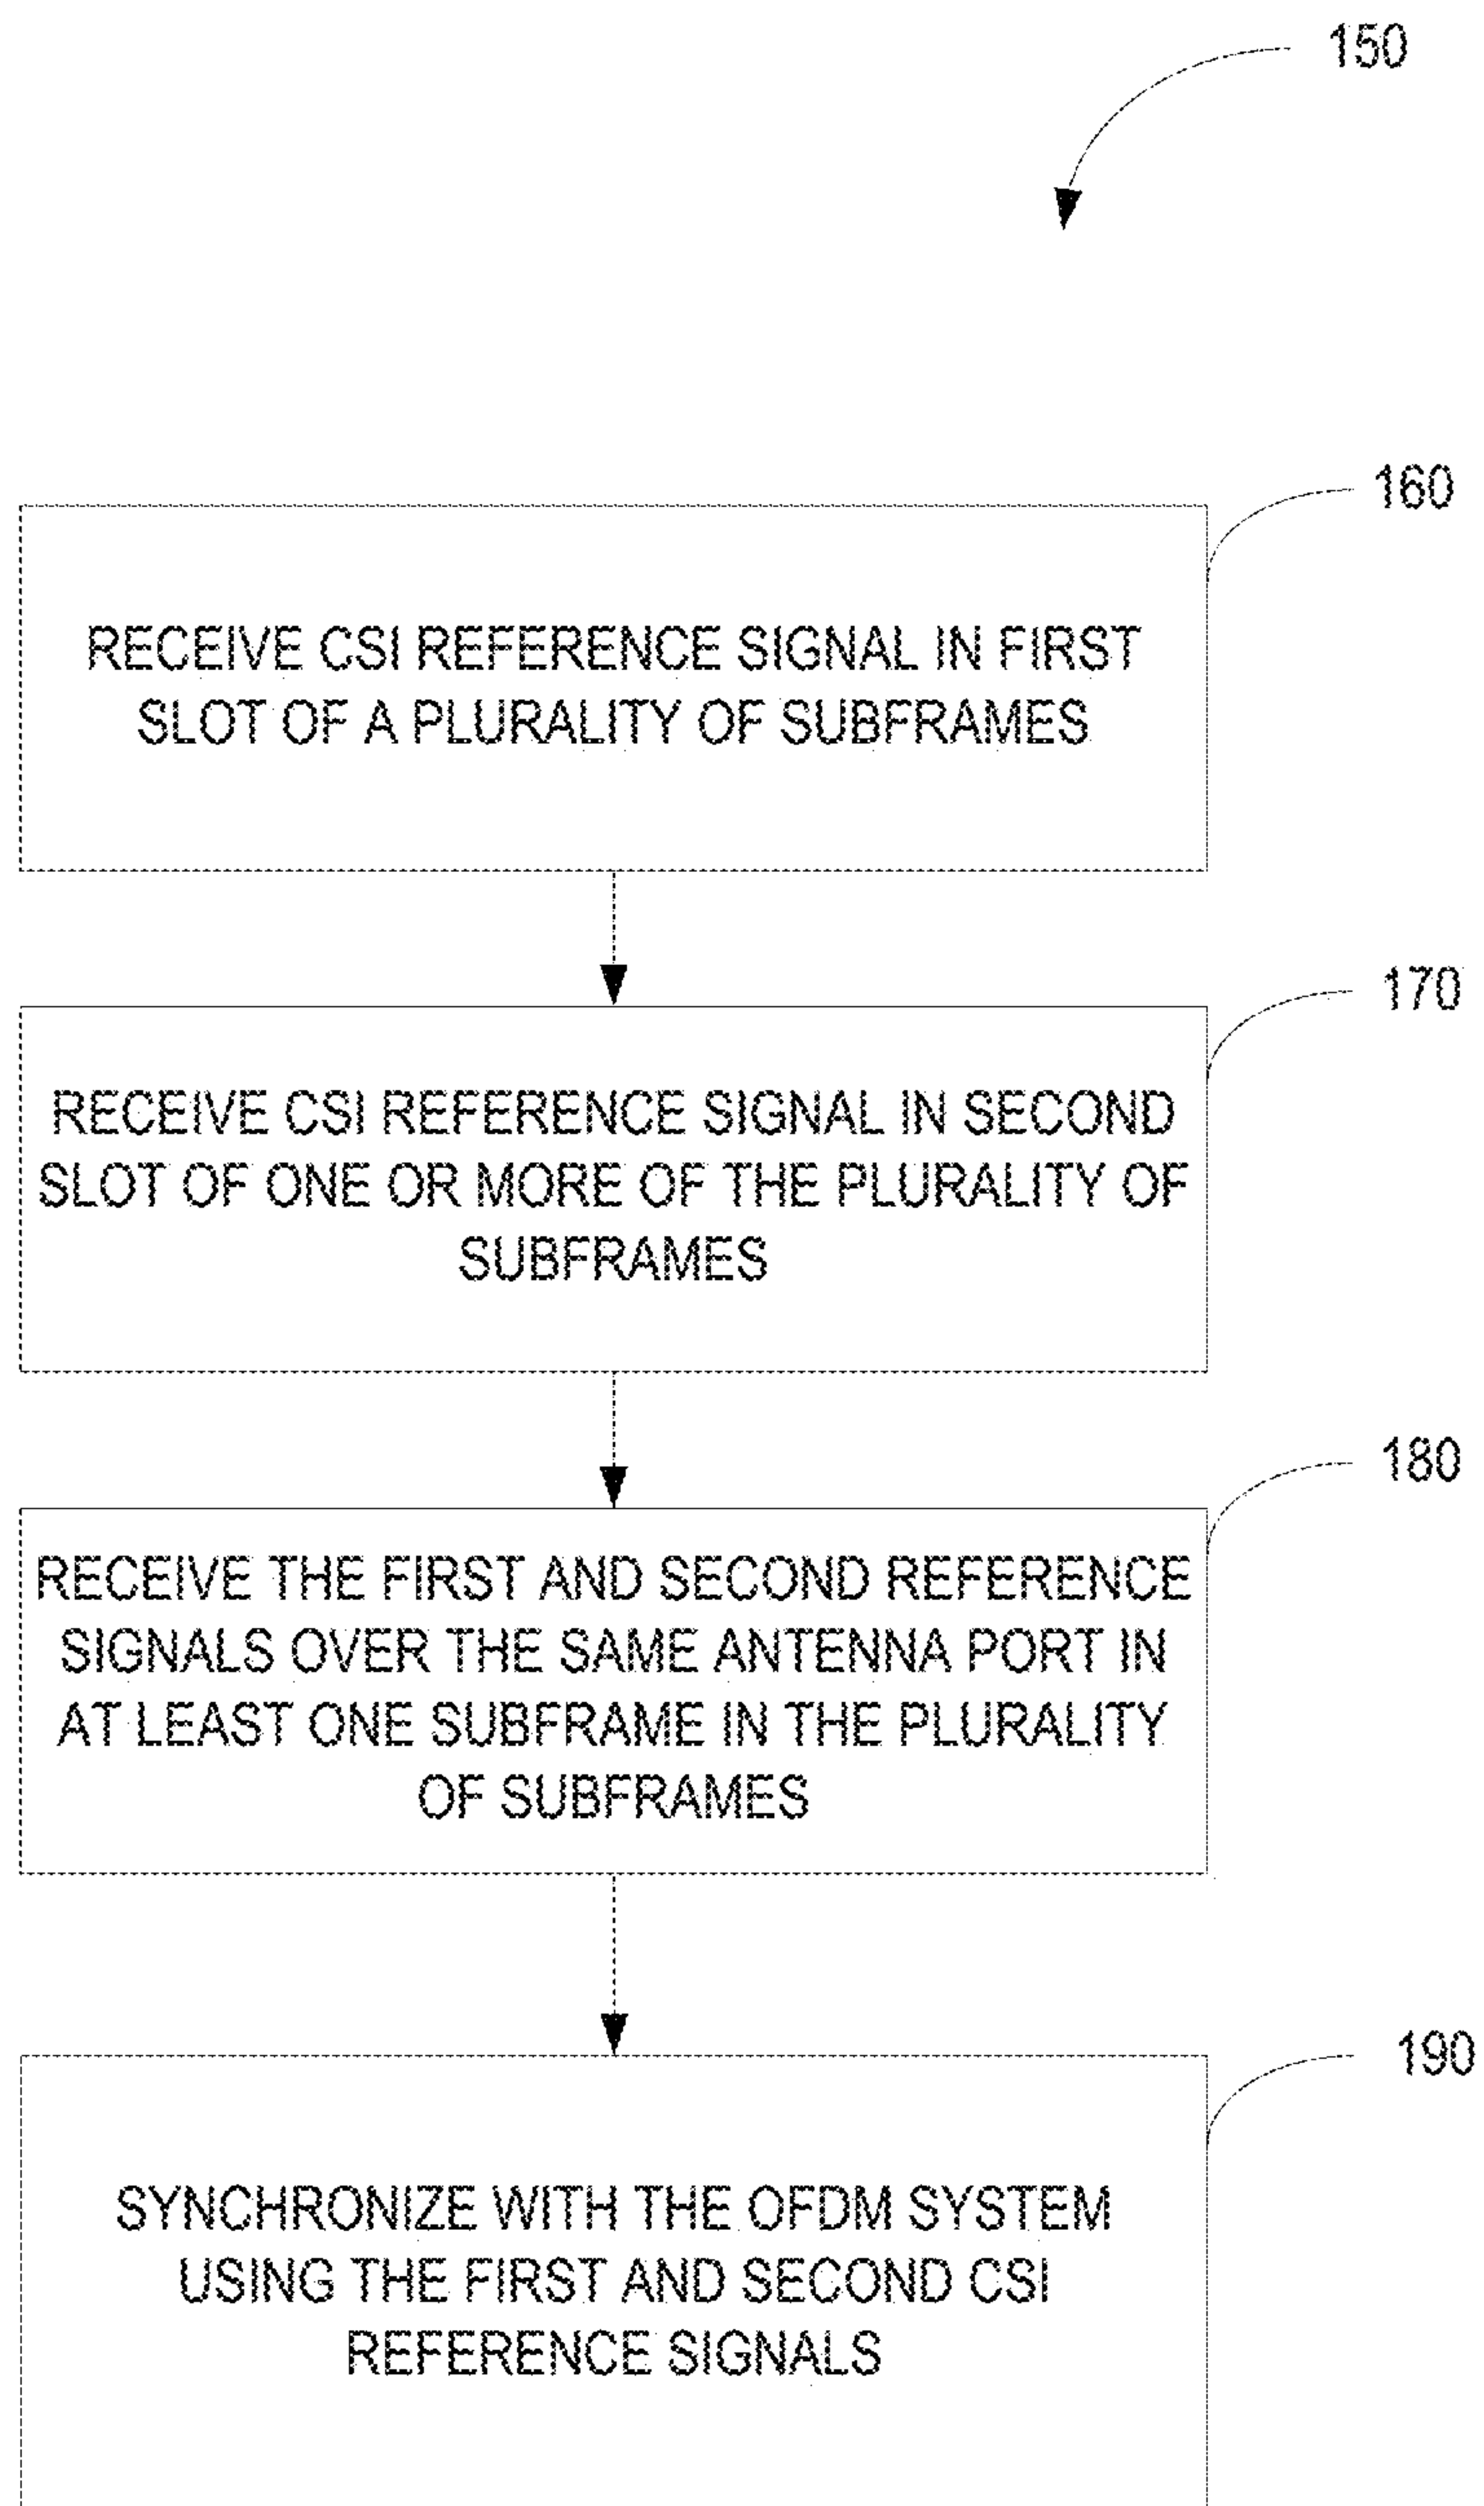 150
160
RECEIVE CSI REFERENCE SIGNAL IN FIRST
SLOT OF A PLURALITY OF SUBFRAMES
170
RECEIVE CSI REFERENCE SIGNAL IN SECOND
SLOT OF ONE OR MORE OF THE PLURALITY OF
SUBFRAMES
180
RECEIVE THE FIRST AND SECOND REFERENCE
SIGNALS OVER THE SAME ANTENNA PORT IN
AT LEAST ONE SUBFRAME IN THE PLURALITY
OF SUBFRAMES
190
SYNCHRONIZE WITH THE OFDM SYSTEM
USING THE FIRST AND SECOND CSI
REFERENCE SIGNALS